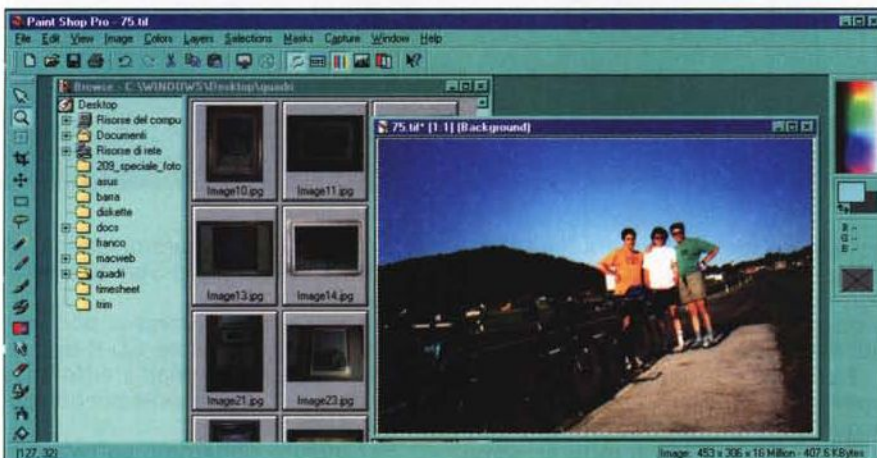 Paint Shop Pro - 75.tif
File Edit View Image Colors Layers Selections Masks Capture Window Help
Browse - C:\WINDOWS\Desktop\quadri
Desktop
Risorse del compu
Documenti
Risorse di rete
209_speciale_foto
asus
barra
diskette
docs
franco
macweb
quadri
timesheet
trim
Image10.jpg
Image11.jpg
Image13.jpg
Image14.jpg
Image21.jpg
Image23.jpg
75.tif* [1:1] (Background)
R -
G -
B -
(127, 32)
Image: 453 x 306 x 16 Million - 407.6 KBytes